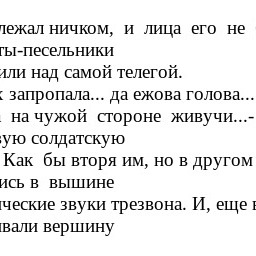 лежал ничком, и лица его не
ты-песельники
или над самой телегой.
запропала... да ежова голова...
на чужой стороне живучи...-
вую солдатскую
Как бы вторя им, но в другом
ись в вышине
ческие звуки трезвона. И, еще
вали вершину